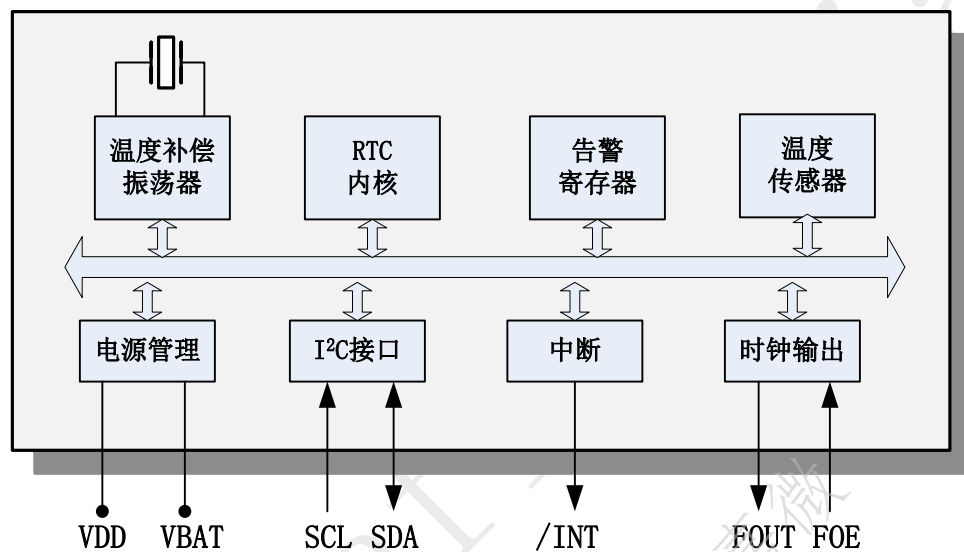 温度补偿
振荡器
RTC
内核
告警
寄存器
温度
传感器
电源管理
I²C接口
中断
时钟输出
VDD
VBAT
SCL
SDA
/INT
FOUT
FOE